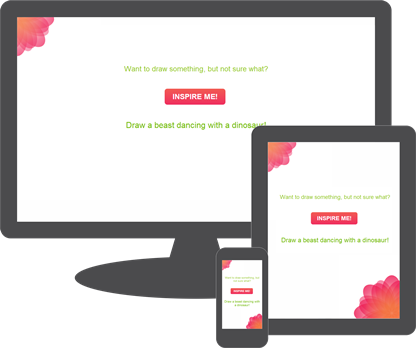 Want to draw something, but not sure what?
INSPIRE ME!
Draw a beast dancing with a dinosaur!
Want to draw something, but not sure what?
INSPIRE ME!
Draw a beast dancing with a dinosaur!
Want to draw something, but
not sure what?
INSPIRE ME!
Draw a beast dancing with
a dinosaur!